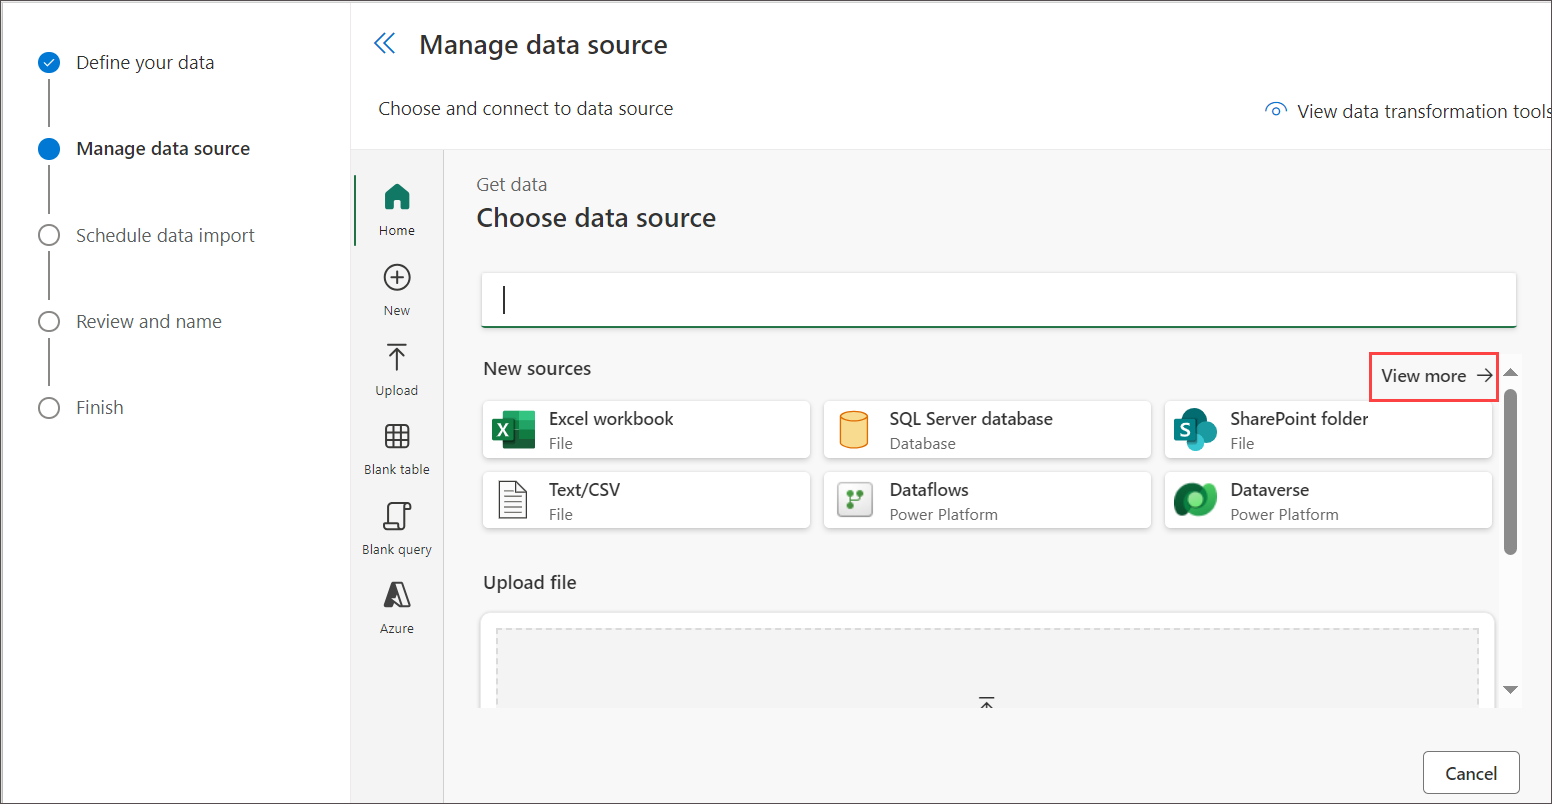 Define your data
Manage data source
Schedule data import
Review and name
Finish
Manage data source
Choose and connect to data source
View data transformation tools
Home
New
Upload
Blank table
Blank query
Azure
Get data
Choose data source
New sources
View more
Excel workbook
File
SQL Server database
Database
SharePoint folder
File
Text/CSV
File
Dataflows
Power Platform
Dataverse
Power Platform
Upload file
Cancel